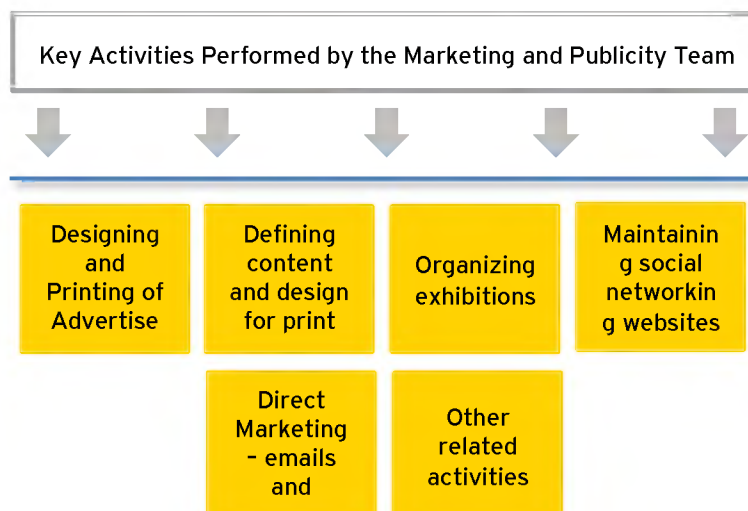 Key Activities Performed by the Marketing and Publicity Team
Designing
and
Printing of
Advertise
Defining
content
and design
for print
Organizing
exhibitions
Maintainin
g social
networkin
g websites
Direct
Marketing
– emails
and
Other
related
activities